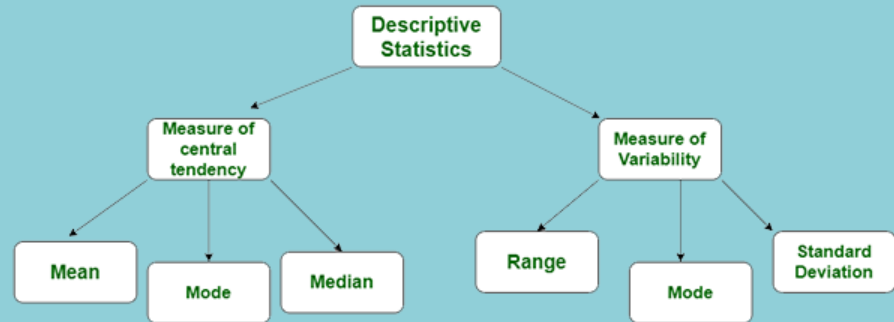 Descriptive
Statistics
Measure of
central
tendency
Measure of
Variability
Mean
Mode
Median
Range
Mode
Standard
Deviation